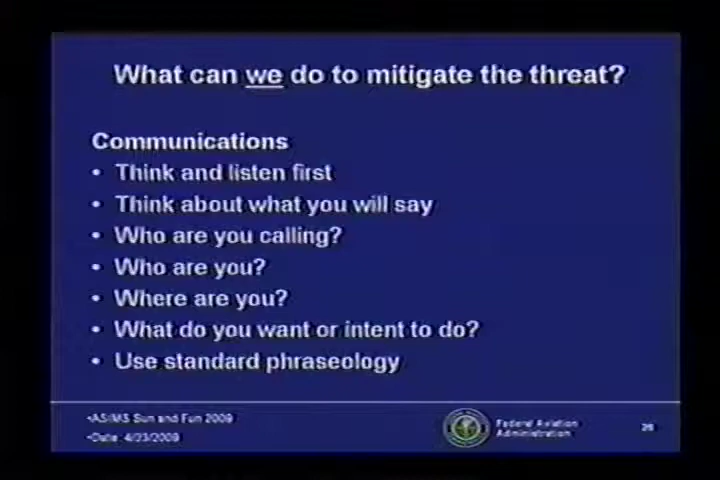 What can we do to mitigate the threat?
Communications
• Think and listen first
• Think about what you will say
• Who are you calling?
• Who are you?
• Where are you?
• What do you want or intent to do?
• Use standard phraseology
•ASIMS Sun and Fun 2009
•Date: 4/23/2009
Federal Aviation
Administration
26